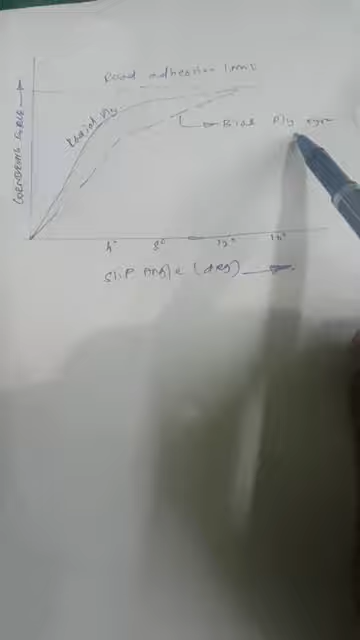 Road adhesion limit
Radial Ply
Bias Ply tyre
CORNERING FORCE
4° 8° 12° 16°
Slip Angle (deg)